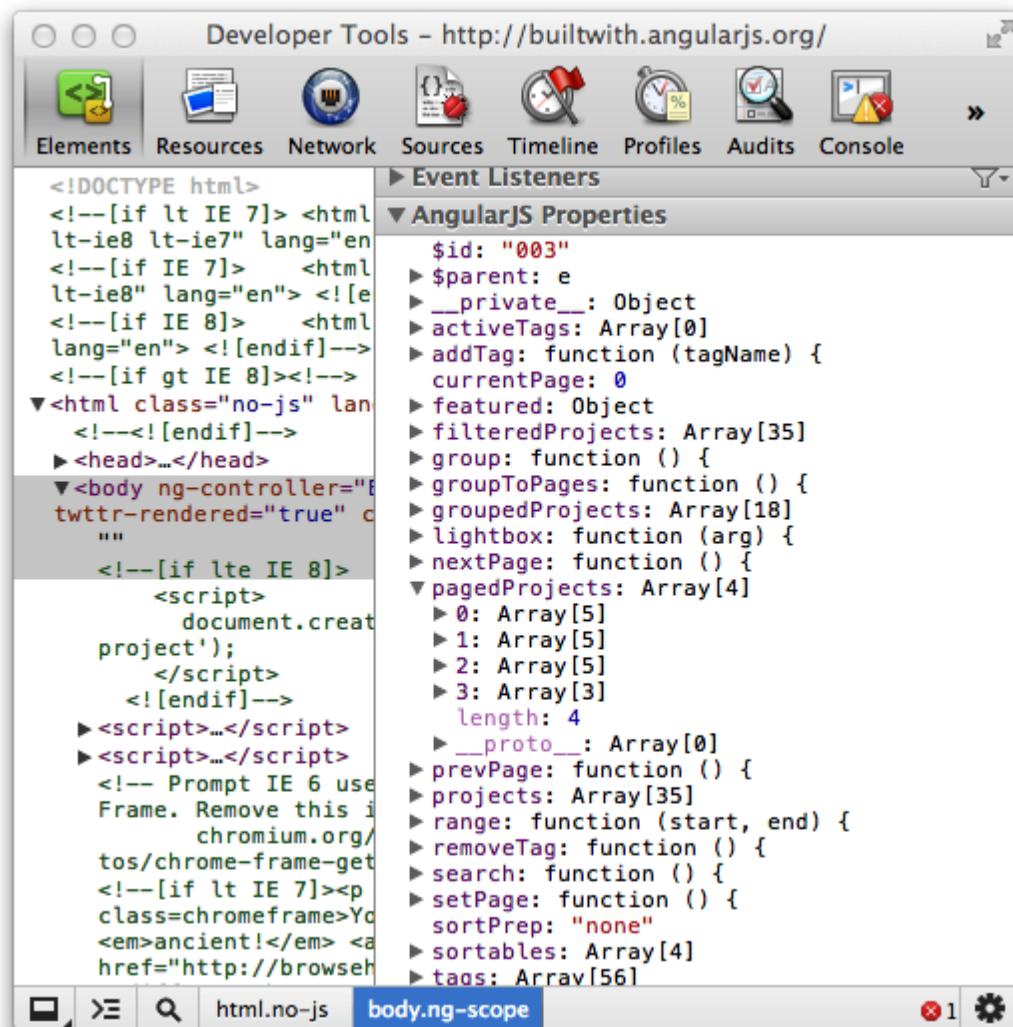 Developer Tools - http://builtwith.angularjs.org/
Elements Resources Network Sources Timeline Profiles Audits Console »
<!DOCTYPE html>
<!--[if lt IE 7]> <html
lt-ie8 lt-ie7" lang="en
<!--[if IE 7]>    <html
lt-ie8" lang="en"> <![e
<!--[if IE 8]>    <html
lang="en"> <![endif]-->
<!--[if gt IE 8]><!-->
▼<html class="no-js" lan
<!--<![endif]-->
▶<head>…</head>
▼<body ng-controller="
twttr-rendered="true" c
""
<!--[if lte IE 8]>
<script>
document.creat
project');
</script>
<![endif]-->
▶<script>…</script>
▶<script>…</script>
<!-- Prompt IE 6 use
Frame. Remove this i
chromium.org/
tos/chrome-frame-get
<!--[if lt IE 7]><p
class=chromeframe>Yo
<em>ancient!</em> <a
href="http://browseh
▶ Event Listeners
▼ AngularJS Properties
$id: "003"
▶ $parent: e
▶ __private__: Object
▶ activeTags: Array[0]
▶ addTag: function (tagName) {
currentPage: 0
▶ featured: Object
▶ filteredProjects: Array[35]
▶ group: function () {
▶ groupToPages: function () {
▶ groupedProjects: Array[18]
▶ lightbox: function (arg) {
▶ nextPage: function () {
▼ pagedProjects: Array[4]
▶ 0: Array[5]
▶ 1: Array[5]
▶ 2: Array[5]
▶ 3: Array[3]
length: 4
▶ __proto__: Array[0]
▶ prevPage: function () {
▶ projects: Array[35]
▶ range: function (start, end) {
▶ removeTag: function () {
▶ search: function () {
▶ setPage: function () {
sortPrep: "none"
▶ sortables: Array[4]
▶ tags: Array[56]
html.no-js body.ng-scope 1